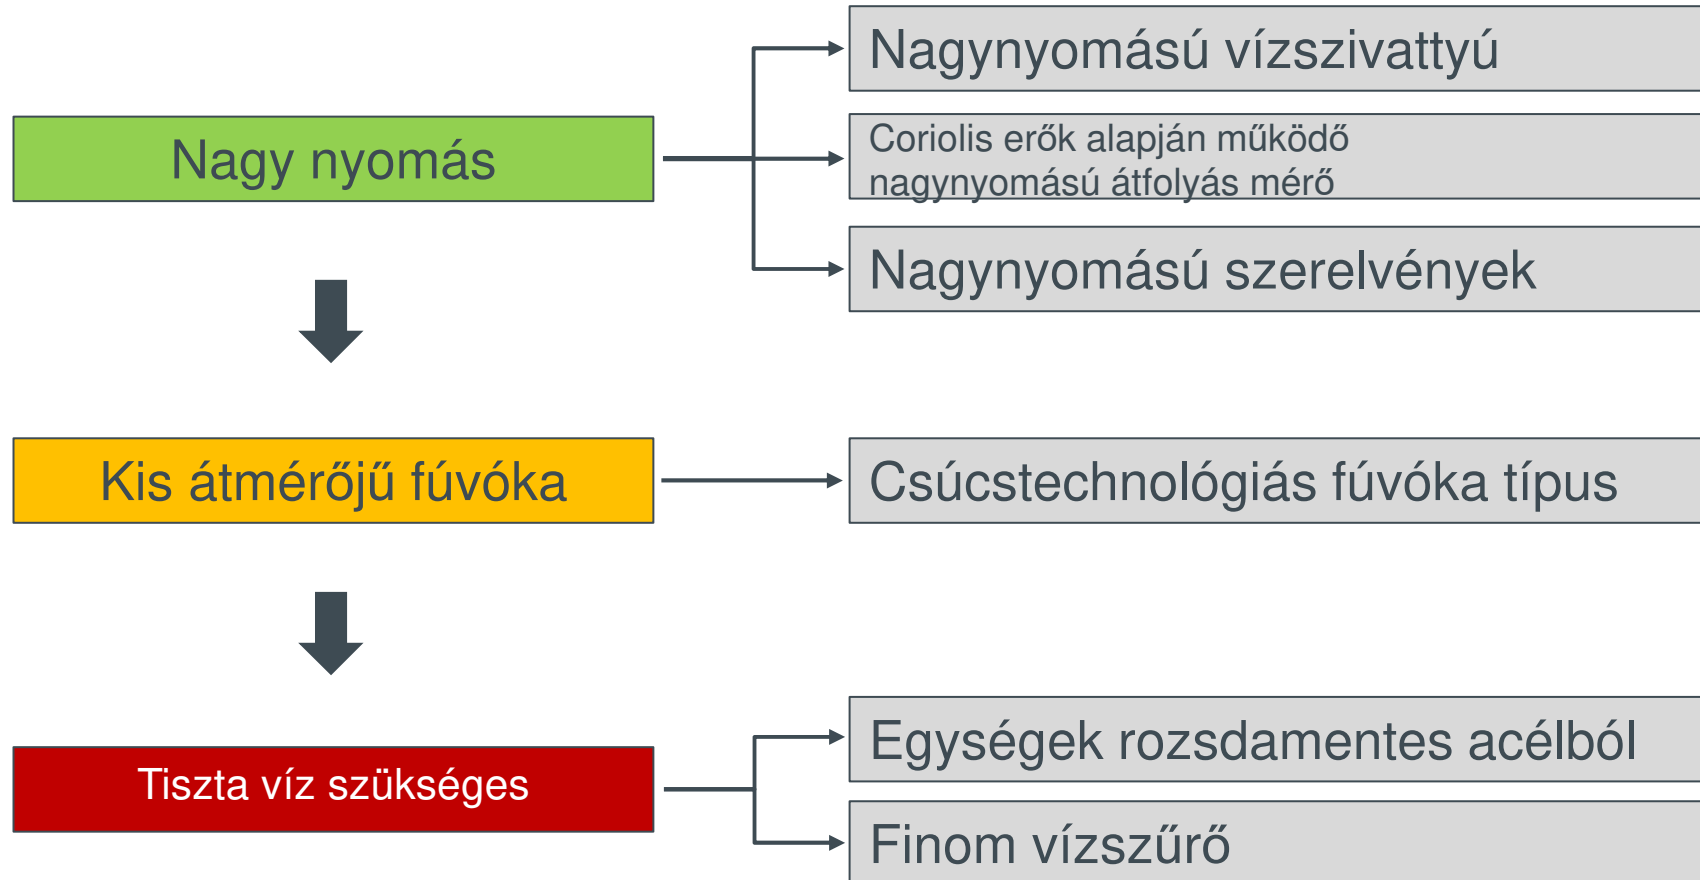 Nagy nyomás
Nagynyomású vízszivattyú
Coriolis erők alapján működő
nagynyomású átfolyás mérő
Nagynyomású szerelvények
Kis átmérőjű fúvóka
Csúcstechnológiás fúvóka típus
Tiszta víz szükséges
Egységek rozsdamentes acélból
Finom vízszűrő